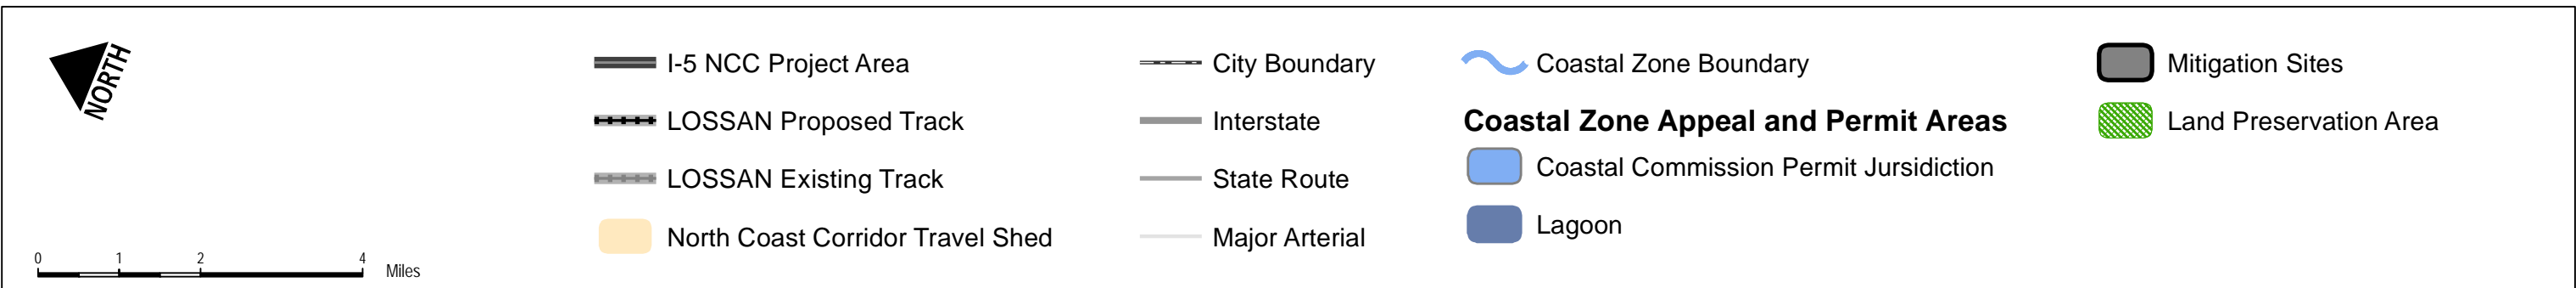 NORTH
0 1 2 4 Miles
I-5 NCC Project Area
LOSSAN Proposed Track
LOSSAN Existing Track
North Coast Corridor Travel Shed
City Boundary
Interstate
State Route
Major Arterial
Coastal Zone Boundary
Coastal Zone Appeal and Permit Areas
Coastal Commission Permit Jursidiction
Lagoon
Mitigation Sites
Land Preservation Area